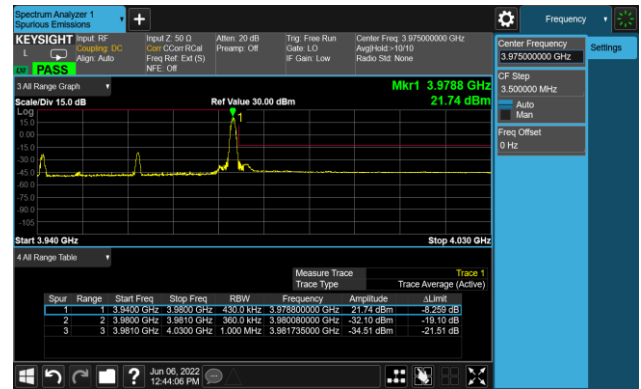 Spectrum Analyzer 1
Spurious Emissions
Frequency
KEYSIGHT Input: RF Input Z: 50 Ω Atten: 20 dB Trig: Free Run Center Freq: 3.975000000 GHz
L Coupling: DC Corr CCorr RCal Preamp: Off Gate: LO Avg|Hold:>10/10
Align: Auto Freq Ref: Ext (S) IF Gain: Low Radio Std: None
NFE: Off
PASS
Center Frequency
3.975000000 GHz
Settings
CF Step
3.500000 MHz
Auto
Man
Freq Offset
0 Hz
3 All Range Graph
Mkr1 3.9788 GHz
Scale/Div 15.0 dB Ref Value 30.00 dBm 21.74 dBm
Log
1
15.0
0.00
-15.0
-30.0
-45.0
-60.0
-75.0
-90.0
-105
Start 3.940 GHz Stop 4.030 GHz
4 All Range Table
Measure Trace Trace 1
Trace Type Trace Average (Active)
Spur Range Start Freq Stop Freq RBW Frequency Amplitude ΔLimit
1 1 3.9400 GHz 3.9800 GHz 430.0 kHz 3.978800000 GHz 21.74 dBm -8.259 dB
2 2 3.9800 GHz 3.9810 GHz 360.0 kHz 3.980080000 GHz -32.10 dBm -19.10 dB
3 3 3.9810 GHz 4.0300 GHz 1.000 MHz 3.981735000 GHz -34.51 dBm -21.51 dB
Jun 06, 2022
12:44:06 PM